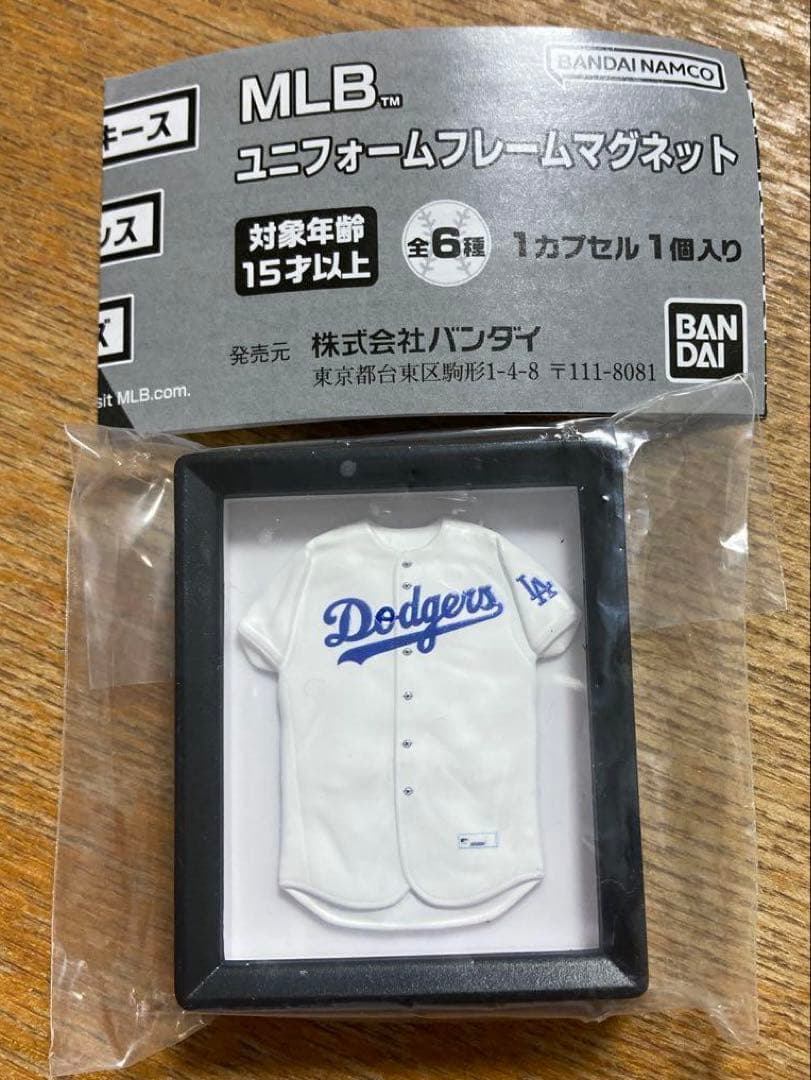 BANDAI NAMCO
MLB™
ユニフォームフレームマグネット
キース
ンス
ズ
対象年齢
15才以上
全6種
1カプセル1個入り
発売元 株式会社バンダイ
東京都台東区駒形1-4-8 〒111-8081
BAN
DAI
sit MLB.com.
Dodgers
LA